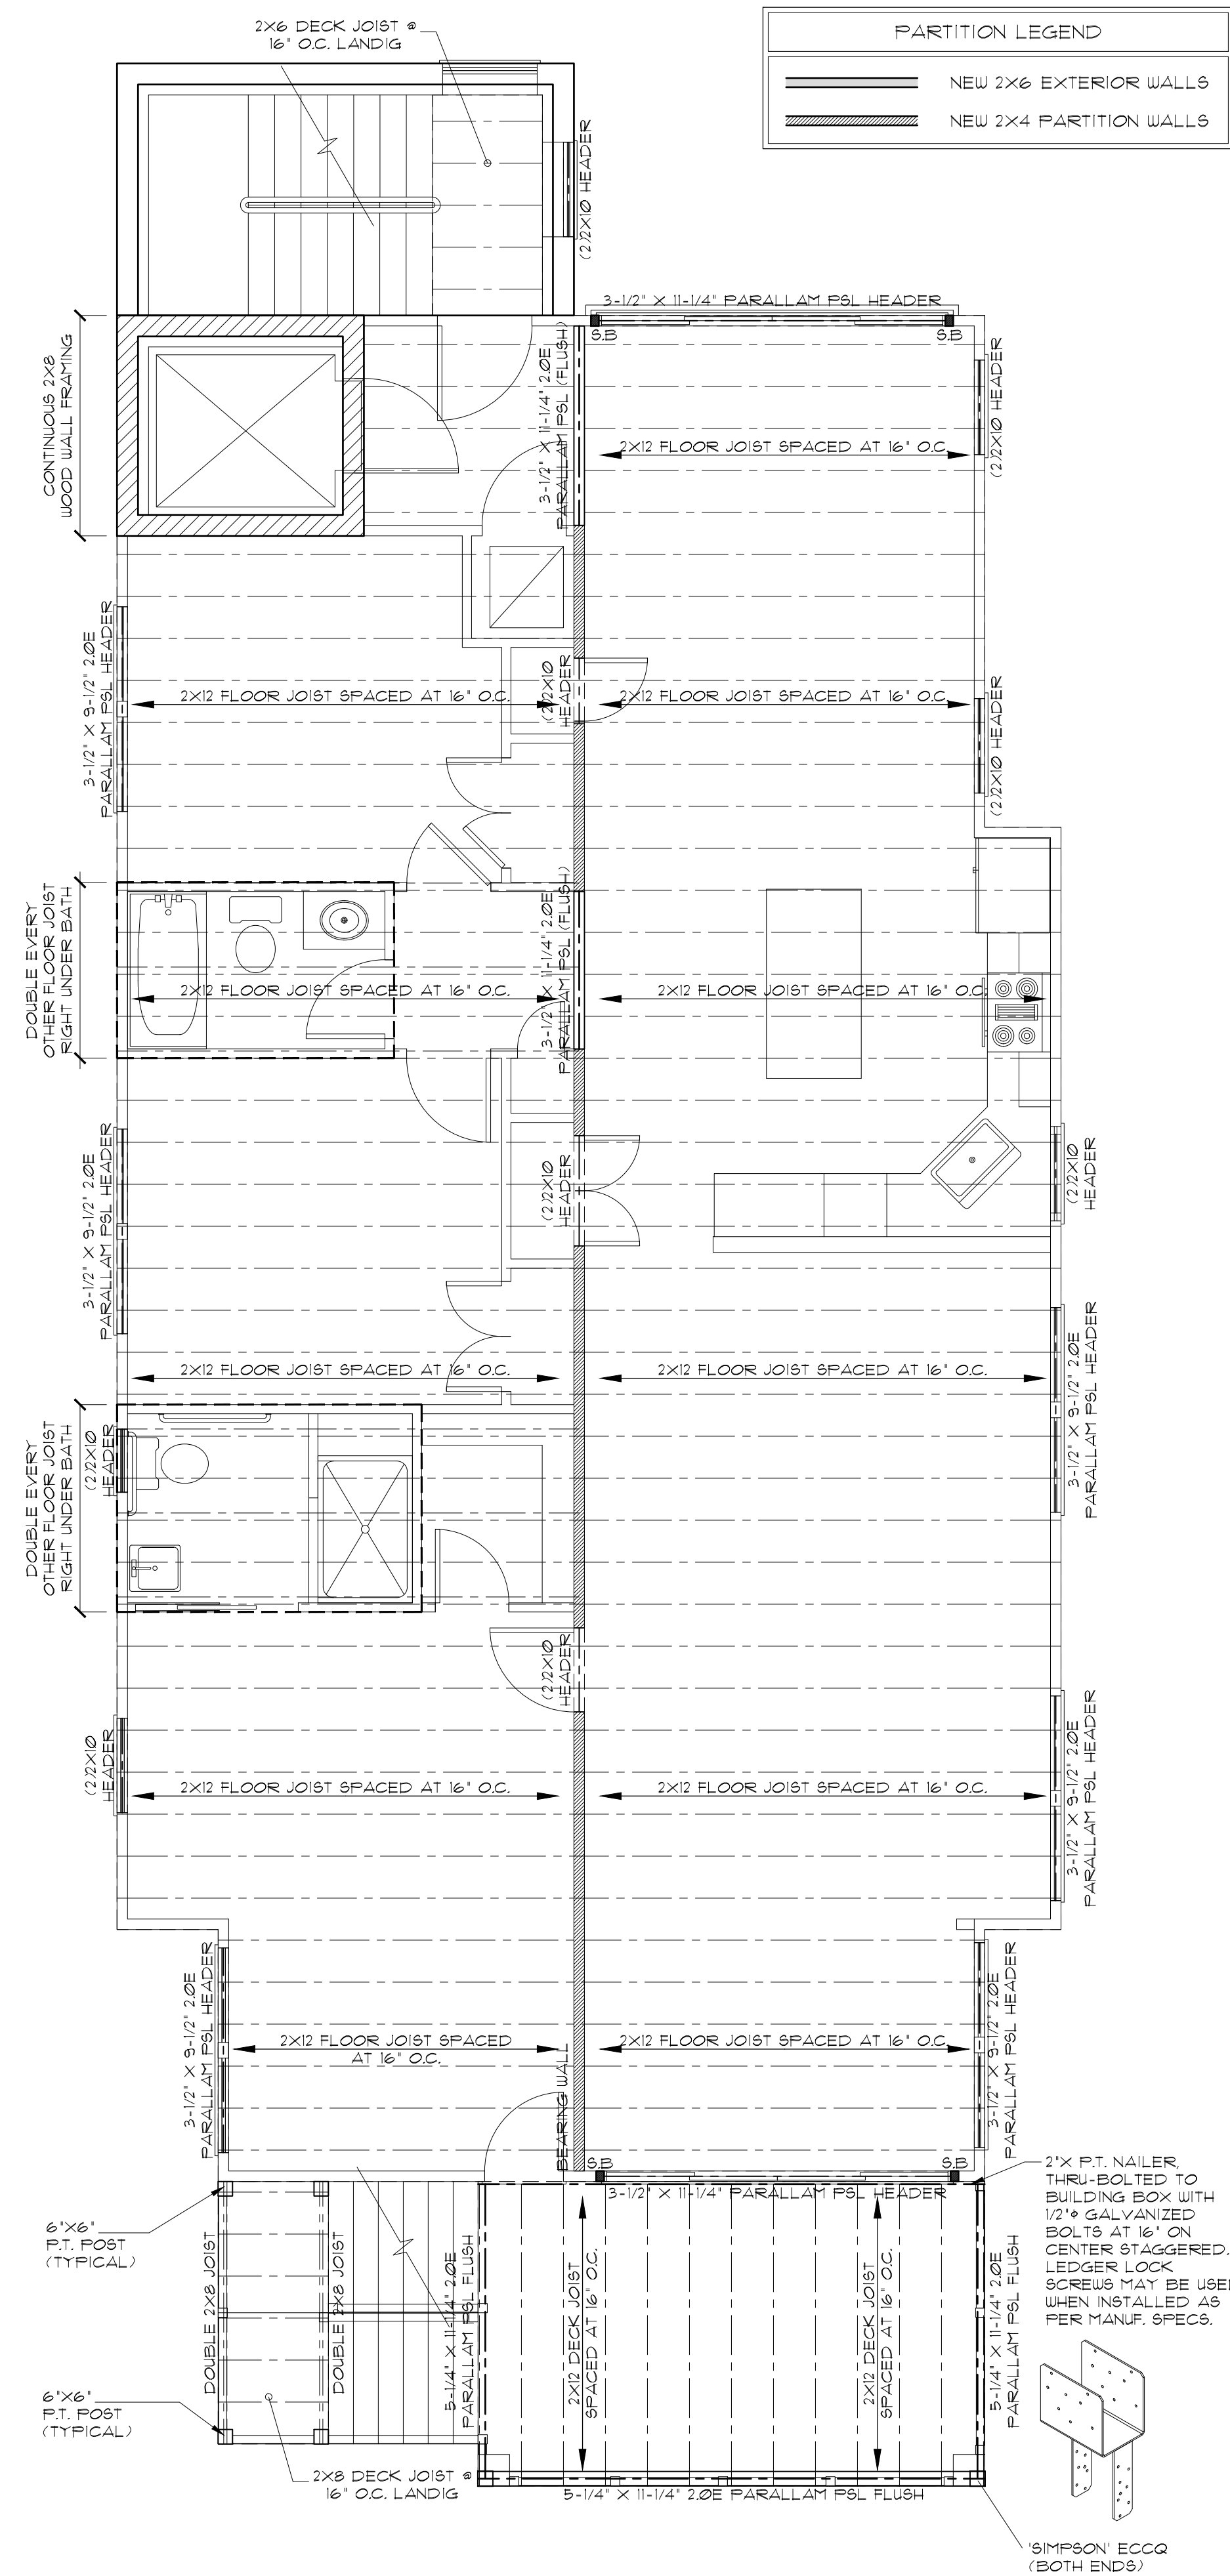 2X6 DECK JOIST @
16" O.C. LANDIG
PARTITION LEGEND
NEW 2X6 EXTERIOR WALLS
NEW 2X4 PARTITION WALLS
(2)2X10 HEADER
3-1/2" X 11-1/4" PARALLAM PSL HEADER
S.B
S.B
CONTINUOUS 2X8
WOOD WALL FRAMING
3-1/2" X 11-1/4" 2.0E
PARALLAM PSL (FLUSH)
(2)2X10 HEADER
2X12 FLOOR JOIST SPACED AT 16" O.C.
3-1/2" X 9-1/2" 2.0E
PARALLAM PSL HEADER
2X12 FLOOR JOIST SPACED AT 16" O.C.
(2)2X10
HEADER
2X12 FLOOR JOIST SPACED AT 16" O.C.
(2)2X10 HEADER
DOUBLE EVERY
OTHER FLOOR JOIST
RIGHT UNDER BATH
3-1/2" X 11-1/4" 2.0E
PARALLAM PSL (FLUSH)
2X12 FLOOR JOIST SPACED AT 16" O.C.
2X12 FLOOR JOIST SPACED AT 16" O.C.
3-1/2" X 9-1/2" 2.0E
PARALLAM PSL HEADER
(2)2X10
HEADER
(2)2X10
HEADER
2X12 FLOOR JOIST SPACED AT 16" O.C.
2X12 FLOOR JOIST SPACED AT 16" O.C.
3-1/2" X 9-1/2" 2.0E
PARALLAM PSL HEADER
DOUBLE EVERY
OTHER FLOOR JOIST
RIGHT UNDER BATH
(2)2X10
HEADER
(2)2X10
HEADER
(2)2X10
HEADER
2X12 FLOOR JOIST SPACED AT 16" O.C.
2X12 FLOOR JOIST SPACED AT 16" O.C.
3-1/2" X 9-1/2" 2.0E
PARALLAM PSL HEADER
3-1/2" X 9-1/2" 2.0E
PARALLAM PSL HEADER
2X12 FLOOR JOIST SPACED
AT 16" O.C.
BEARING WALL
2X12 FLOOR JOIST SPACED AT 16" O.C.
3-1/2" X 9-1/2" 2.0E
PARALLAM PSL HEADER
S.B
S.B
3-1/2" X 11-1/4" PARALLAM PSL HEADER
2"X P.T. NAILER,
THRU-BOLTED TO
BUILDING BOX WITH
1/2"Φ GALVANIZED
BOLTS AT 16" ON
CENTER STAGGERED.
LEDGER LOCK
SCREWS MAY BE USED
WHEN INSTALLED AS
PER MANUF. SPECS.
6"X6"
P.T. POST
(TYPICAL)
DOUBLE 2X8 JOIST
DOUBLE 2X8 JOIST
5-1/4" X 11-1/4" 2.0E
PARALLAM PSL FLUSH
2X12 DECK JOIST
SPACED AT 16" O.C.
2X12 DECK JOIST
SPACED AT 16" O.C.
5-1/4" X 11-1/4" 2.0E
PARALLAM PSL FLUSH
6"X6"
P.T. POST
(TYPICAL)
2X8 DECK JOIST @
16" O.C. LANDIG
5-1/4" X 11-1/4" 2.0E PARALLAM PSL FLUSH
'SIMPSON' ECCQ
(BOTH ENDS)